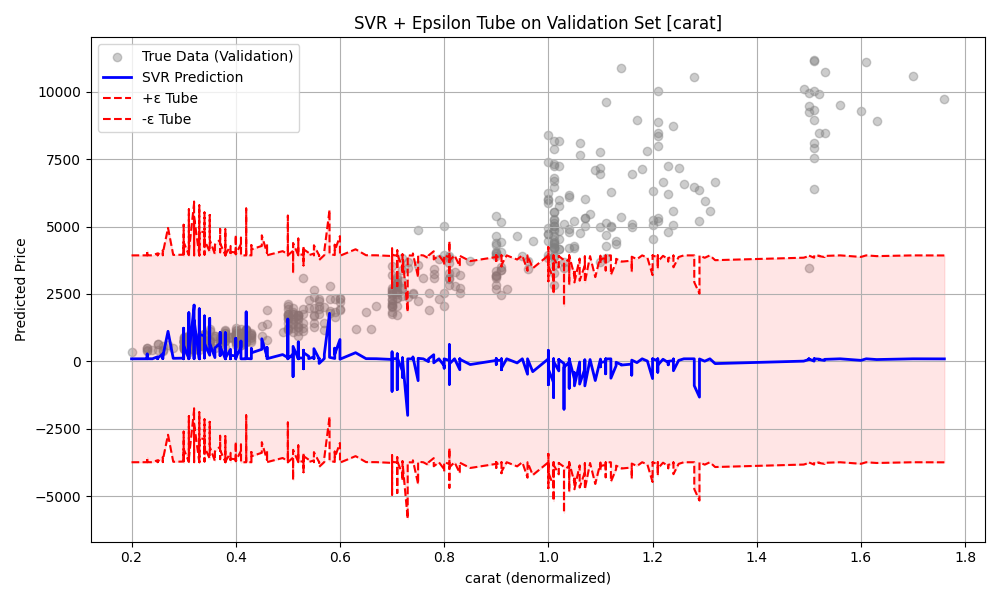 SVR + Epsilon Tube on Validation Set [carat]
True Data (Validation)
SVR Prediction
+ε Tube
-ε Tube
Predicted Price
10000
7500
5000
2500
0
−2500
−5000
0.2 0.4 0.6 0.8 1.0 1.2 1.4 1.6 1.8
carat (denormalized)